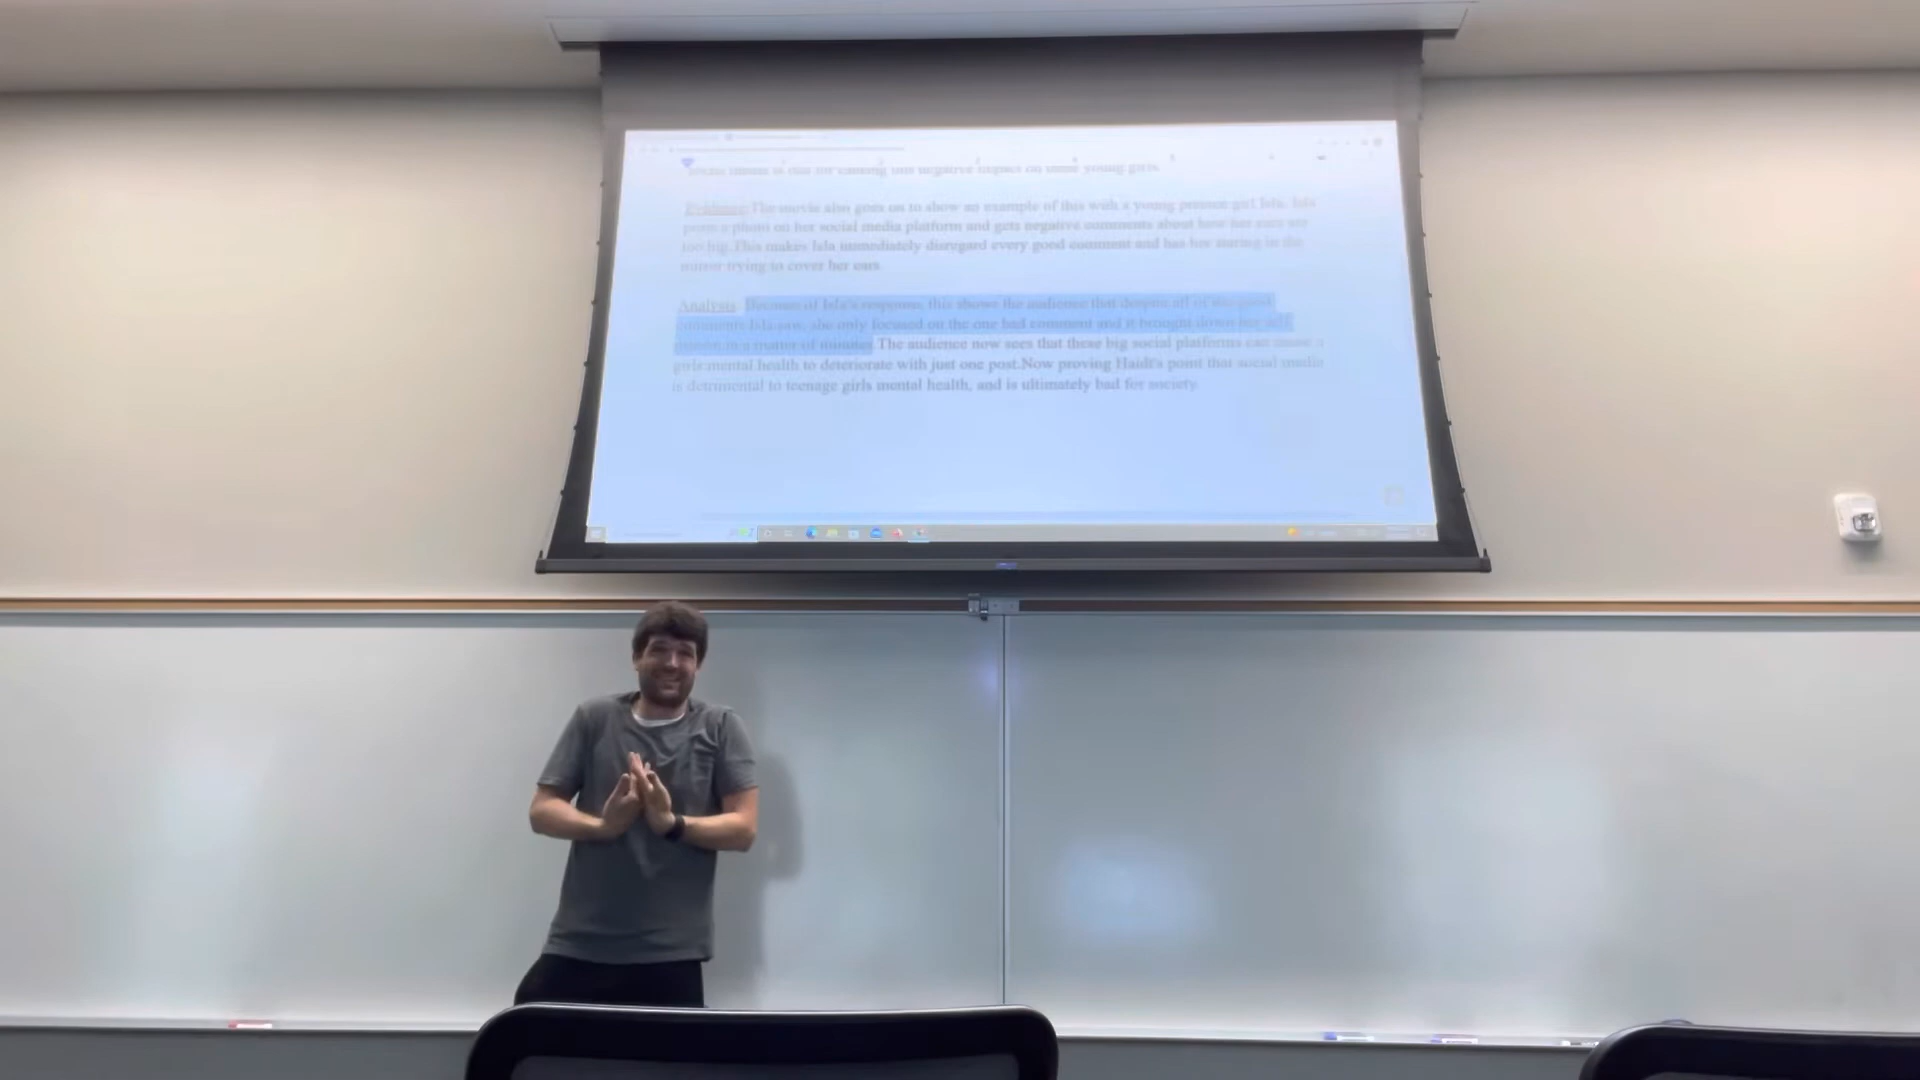 social media is bad for causing this negative impact on these young girls.
Evidence: The movie also goes on to show an example of this with a young preteen girl Isla. Isla
posts a photo on her social media platform and gets negative comments about how her ears are
too big. This makes Isla immediately disregard every good comment and has her staring in the
mirror trying to cover her ears.
Analysis: Because of Isla's response, this shows the audience that despite all of the good
comments Isla saw, she only focused on the one bad comment and it brought down her self
esteem in a matter of minutes. The audience now sees that these big social platforms can cause a
girls mental health to deteriorate with just one post.Now proving Haidt's point that social media
is detrimental to teenage girls mental health, and is ultimately bad for society.